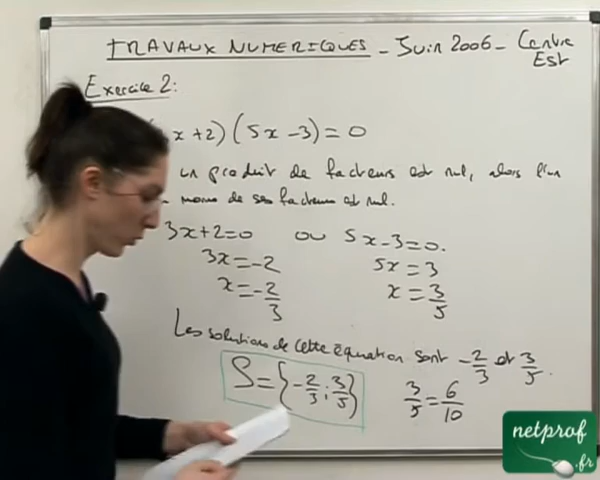 TRAVAUX NUMERIQUES - Juin 2006 - Centre Est
Exercice 2:
x+2)(5x-3)=0
un produit de facteurs est nul, alors l'un
moins de ses facteurs est nul.
3x+2=0 ou 5x-3=0.
3x=-2 5x=3
x=-2/3 x=3/5
Les solutions de cette équation sont -2/3 et 3/5.
S={-2/3;3/5} 3/5=6/10
netprof
.fr